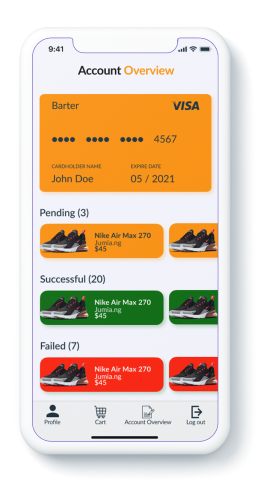 9:41
Account Overview
Barter VISA
•••• •••• •••• 4567
CARDHOLDER NAME EXPIRE DATE
John Doe 05 / 2021
Pending (3)
Nike Air Max 270
Jumia.ng
$45
Successful (20)
Nike Air Max 270
Jumia.ng
$45
Failed (7)
Nike Air Max 270
Jumia.ng
$45
Profile Cart Account Overview Log out